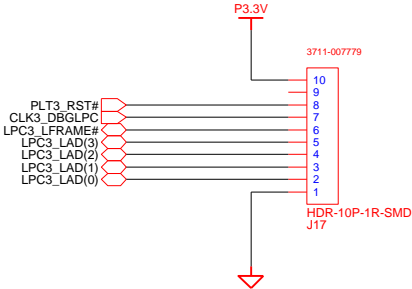 P3.3V
3711-007779
10
9
PLT3_RST# 8
CLK3_DBGLPC 7
LPC3_LFRAME# 6
LPC3_LAD(3) 5
LPC3_LAD(2) 4
LPC3_LAD(1) 3
LPC3_LAD(0) 2
1
HDR-10P-1R-SMD
J17